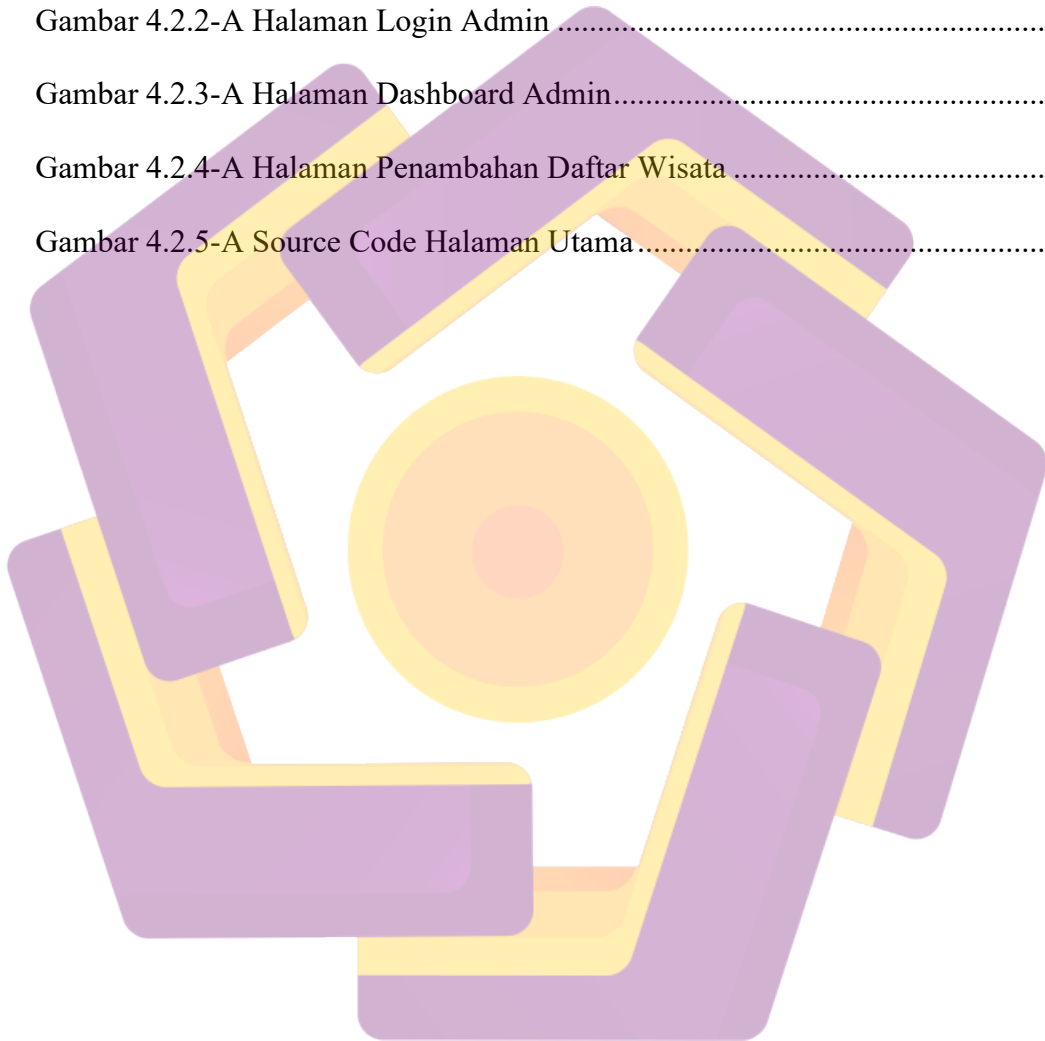 Gambar 4.2.2-A Halaman Login Admin ..........................................................
Gambar 4.2.3-A Halaman Dashboard Admin....................................................
Gambar 4.2.4-A Halaman Penambahan Daftar Wisata .....................................
Gambar 4.2.5-A Source Code Halaman Utama.................................................